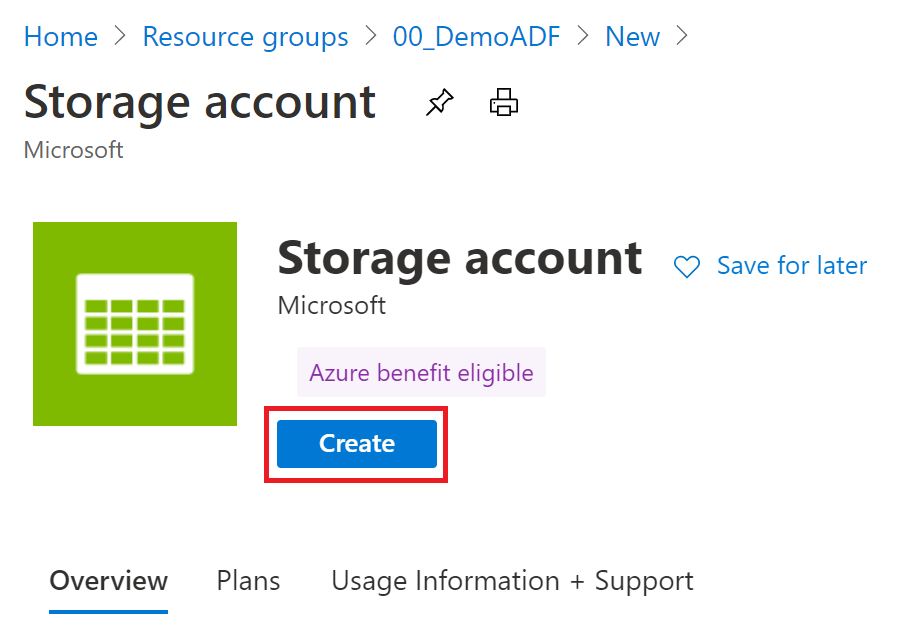 Home > Resource groups > 00_DemoADF > New >
Storage account
Microsoft
Storage account
Save for later
Microsoft
Azure benefit eligible
Create
Overview Plans Usage Information + Support